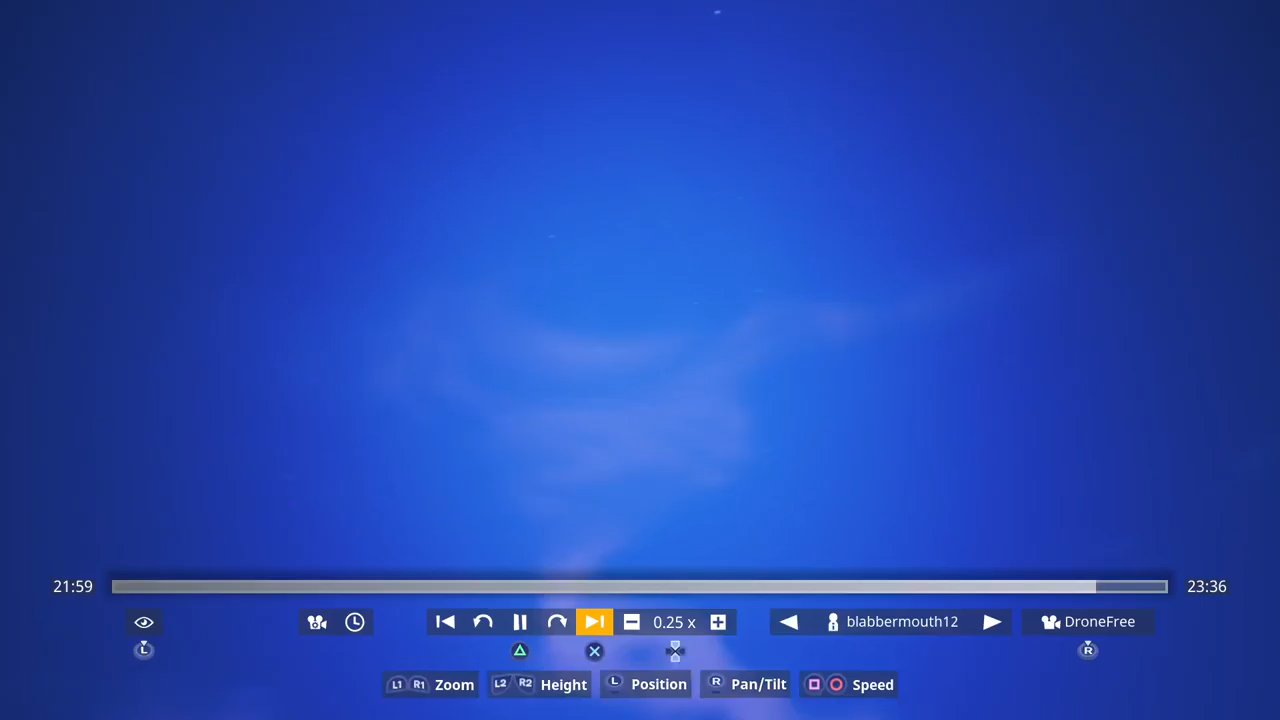 21:59 23:36
0.25 x blabbermouth12 DroneFree
L R
L1 R1 Zoom L2 R2 Height L Position R Pan/Tilt Speed